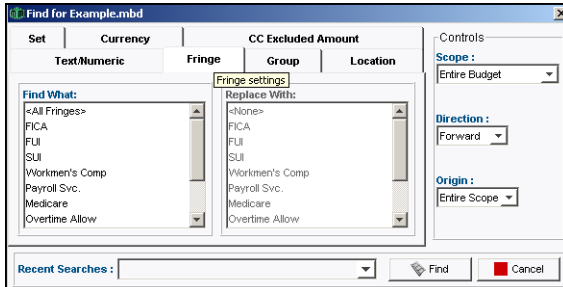 Find for Example.mbd
Set Currency CC Excluded Amount
Text/Numeric Fringe Group Location
Fringe settings
Find What:
<All Fringes>
FICA
FUI
SUI
Workmen's Comp
Payroll Svc.
Medicare
Overtime Allow
Replace With:
<None>
FICA
FUI
SUI
Workmen's Comp
Payroll Svc.
Medicare
Overtime Allow
Controls
Scope :
Entire Budget
Direction :
Forward
Origin :
Entire Scope
Recent Searches :
Find
Cancel